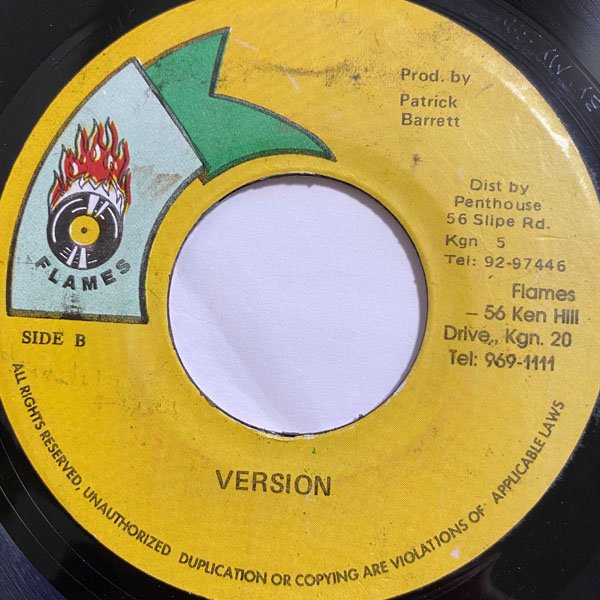 FLAMES
SIDE B
Prod. by
Patrick
Barrett
Dist by
Penthouse
56 Slipe Rd.
Kgn 5
Tel: 92-97446
Flames
– 56 Ken Hill
Drive,. Kgn. 20
Tel: 969-1111
VERSION
ALL RIGHTS RESERVED, UNAUTHORIZED DUPLICATION OR COPYING ARE VIOLATIONS OF APPLICABLE LAWS